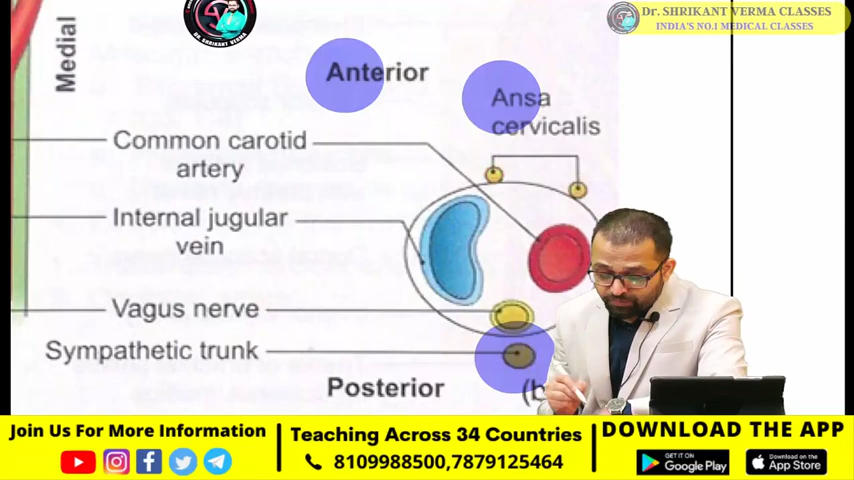 DR. SHRIKANT VERMA
Dr. SHRIKANT VERMA CLASSES
INDIA'S NO.1 MEDICAL CLASSES
Medial
Anterior
Ansa
cervicalis
Common carotid
artery
Internal jugular
vein
Vagus nerve
Sympathetic trunk
Posterior
(b
Join Us For More Information
Teaching Across 34 Countries
8109988500,7879125464
DOWNLOAD THE APP
GET IT ON
Google Play
Download on the
App Store